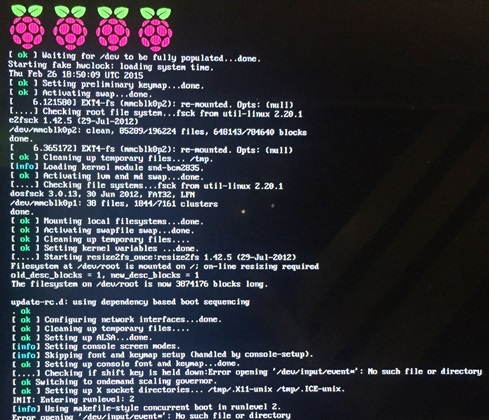 [ ok ] Waiting for /dev to be fully populated...done.
Starting fake hwclock: loading system time.
Thu Feb 26 18:50:09 UTC 2015
[ ok ] Setting preliminary keymap...done.
[ ok ] Activating swap...done.
[    6.121580] EXT4-fs (mmcblk0p2): re-mounted. Opts: (null)
[....] Checking root file system...fsck from util-linux 2.20.1
e2fsck 1.42.5 (29-Jul-2012)
/dev/mmcblk0p2: clean, 85289/196224 files, 648143/784640 blocks
done.
[    6.365172] EXT4-fs (mmcblk0p2): re-mounted. Opts: (null)
[ ok ] Cleaning up temporary files... /tmp.
[info] Loading kernel module snd-bcm2835.
[ ok ] Activating lvm and md swap...done.
[....] Checking file systems...fsck from util-linux 2.20.1
dosfsck 3.0.13, 30 Jun 2012, FAT32, LFN
/dev/mmcblk0p1: 38 files, 1844/7161 clusters
done.
[ ok ] Mounting local filesystems...done.
[ ok ] Activating swapfile swap...done.
[ ok ] Cleaning up temporary files....
[ ok ] Setting kernel variables ...done.
[....] Starting resize2fs_once:resize2fs 1.42.5 (29-Jul-2012)
Filesystem at /dev/root is mounted on /; on-line resizing required
old_desc_blocks = 1, new_desc_blocks = 1
The filesystem on /dev/root is now 3874176 blocks long.
update-rc.d: using dependency based boot sequencing
. ok
[ ok ] Configuring network interfaces...done.
[ ok ] Cleaning up temporary files....
[ ok ] Setting up ALSA...done.
[info] Setting console screen modes.
[info] Skipping font and keymap setup (handled by console-setup).
[ ok ] Setting up console font and keymap...done.
[....] Checking if shift key is held down:Error opening '/dev/input/event*': No such file or directory
[ ok Switching to ondemand scaling governor.
[ ok ] Setting up X socket directories... /tmp/.X11-unix /tmp/.ICE-unix.
INIT: Entering runlevel: 2
[info] Using makefile-style concurrent boot in runlevel 2.
Error opening '/dev/input/event*': No such file or directory